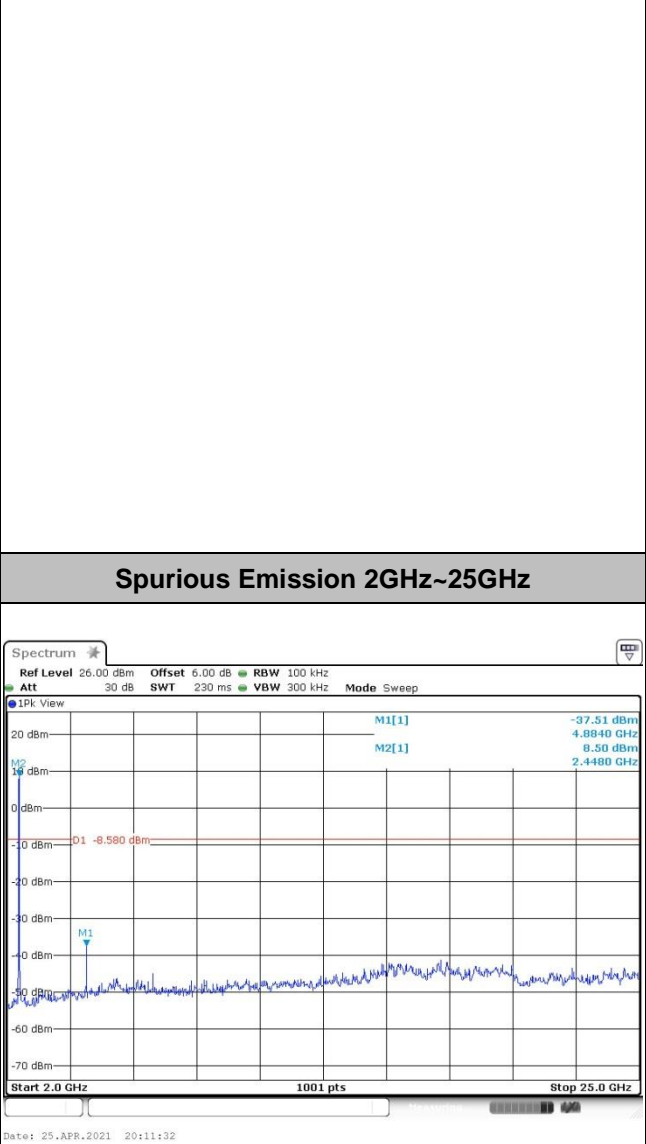 Spurious Emission 2GHz~25GHz
Spectrum
Ref Level 26.00 dBm Offset 6.00 dB RBW 100 kHz
Att 30 dB SWT 230 ms VBW 300 kHz Mode Sweep
1Pk View
M1[1] -37.51 dBm
4.8840 GHz
M2[1] 8.50 dBm
2.4480 GHz
20 dBm
M2
10 dBm
0 dBm
D1 -8.580 dBm
-10 dBm
-20 dBm
-30 dBm
M1
-40 dBm
-50 dBm
-60 dBm
-70 dBm
Start 2.0 GHz 1001 pts Stop 25.0 GHz
Date: 25.APR.2021 20:11:32